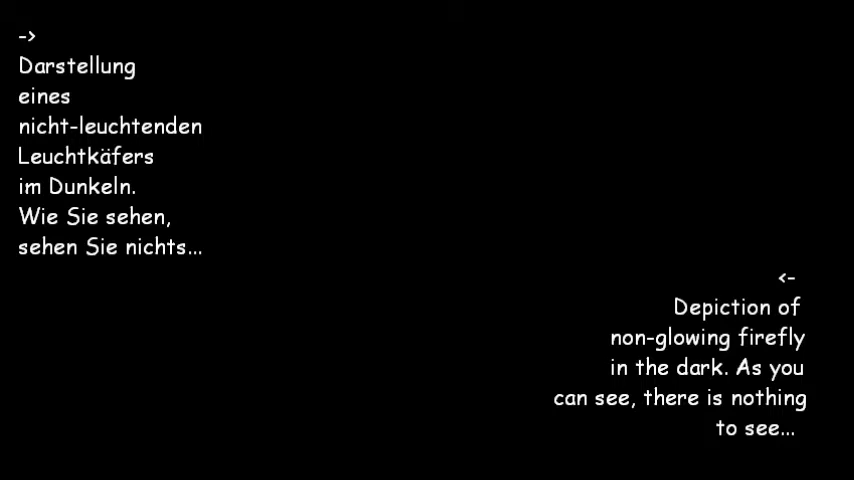 ->
Darstellung
eines
nicht-leuchtenden
Leuchtkäfers
im Dunkeln.
Wie Sie sehen,
sehen Sie nichts...
<-
Depiction of
non-glowing firefly
in the dark. As you
can see, there is nothing
to see...